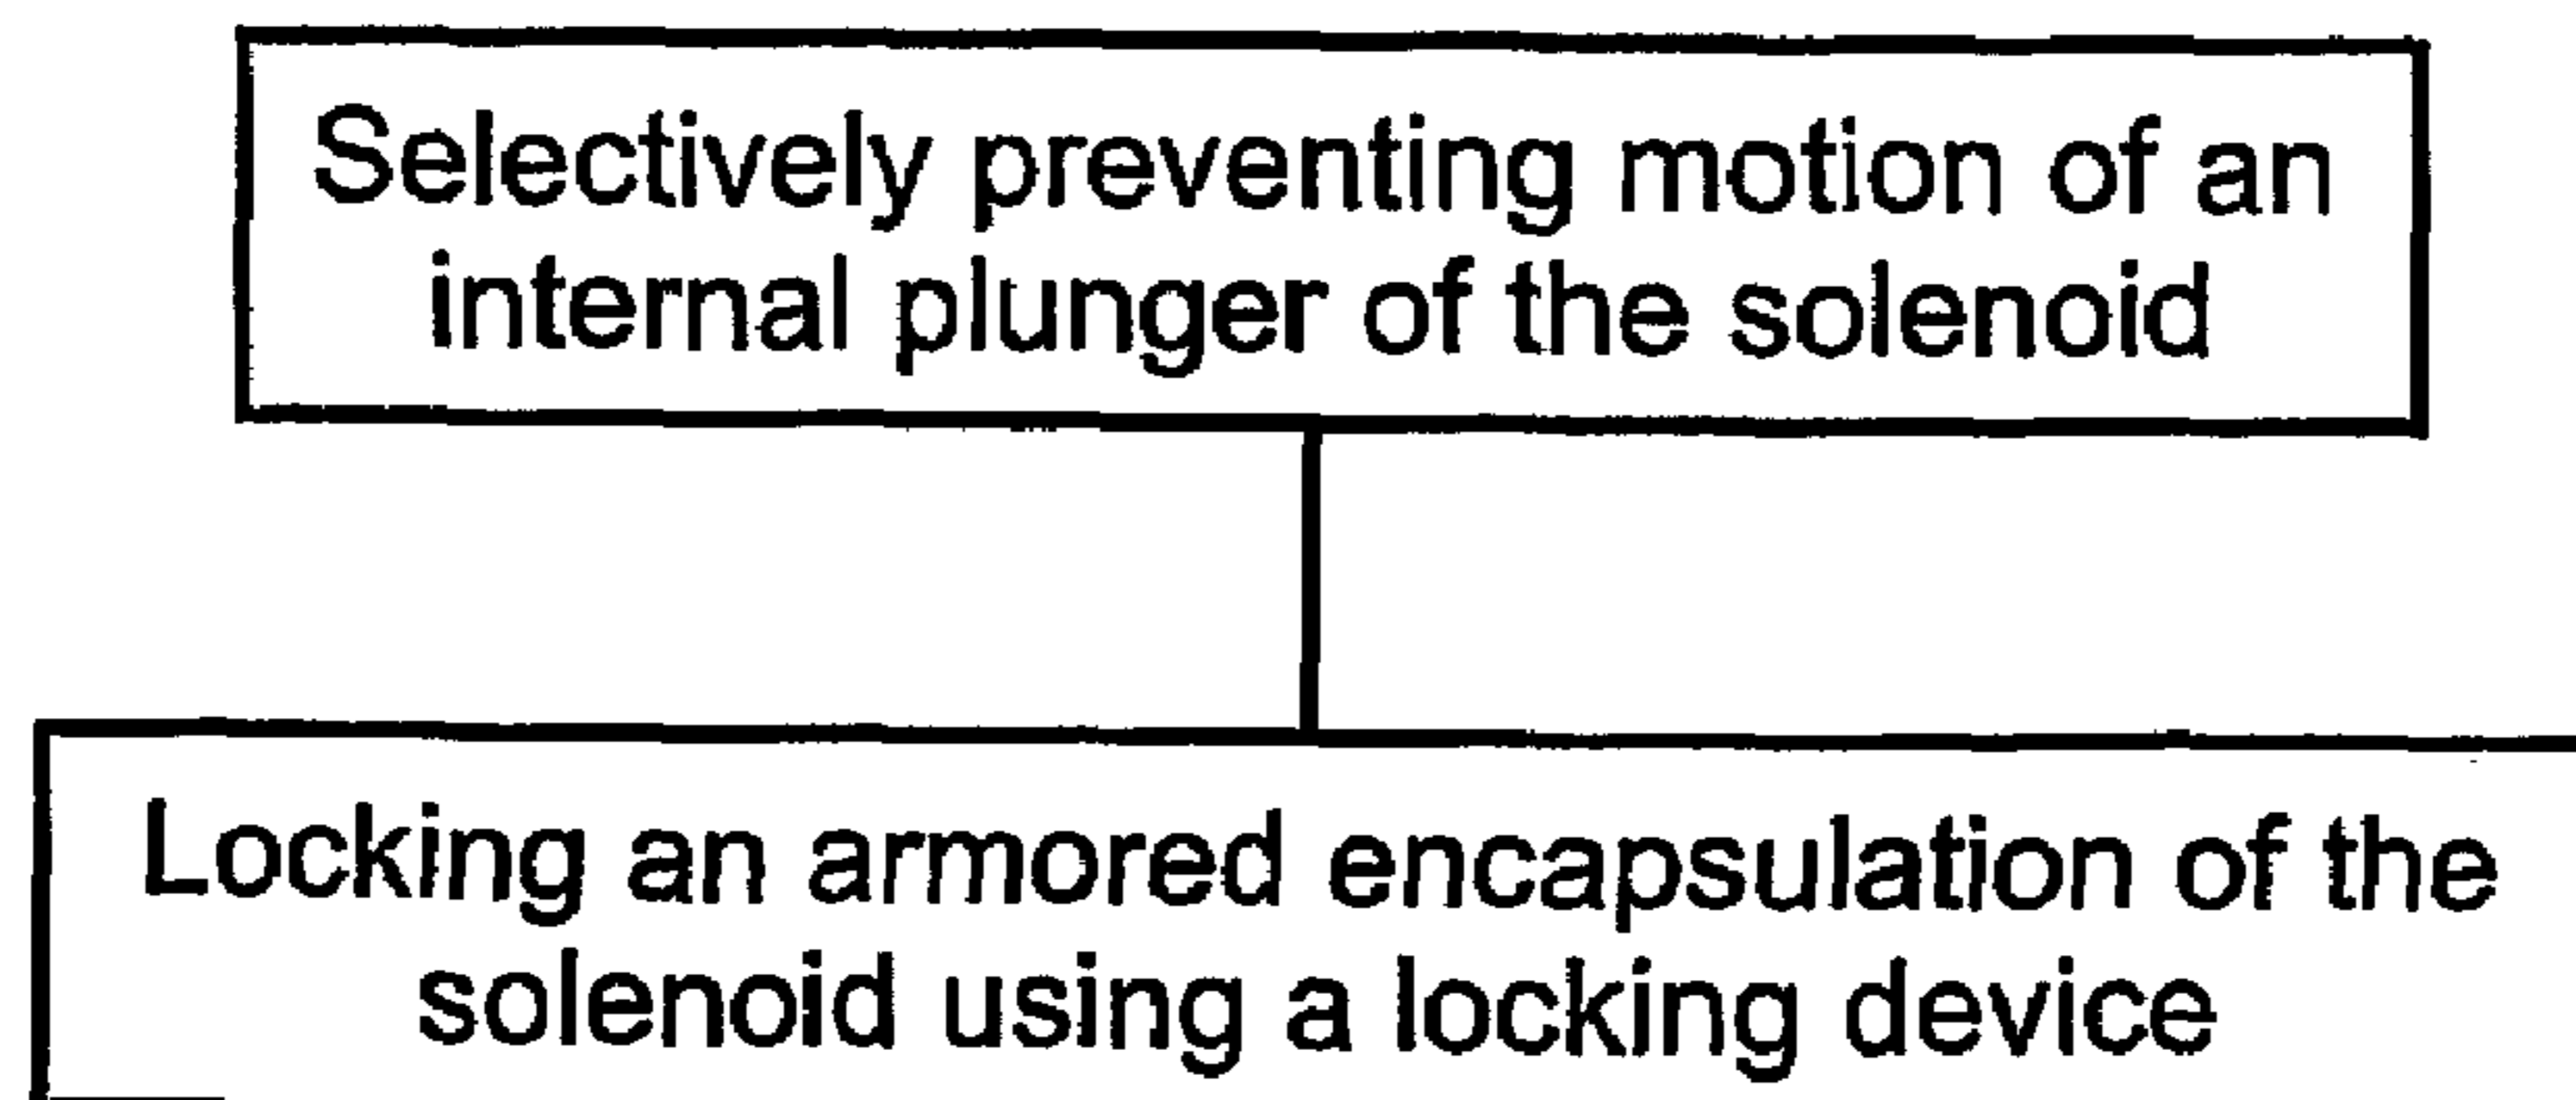 Selectively preventing motion of an
internal plunger of the solenoid
Locking an armored encapsulation of the
solenoid using a locking device